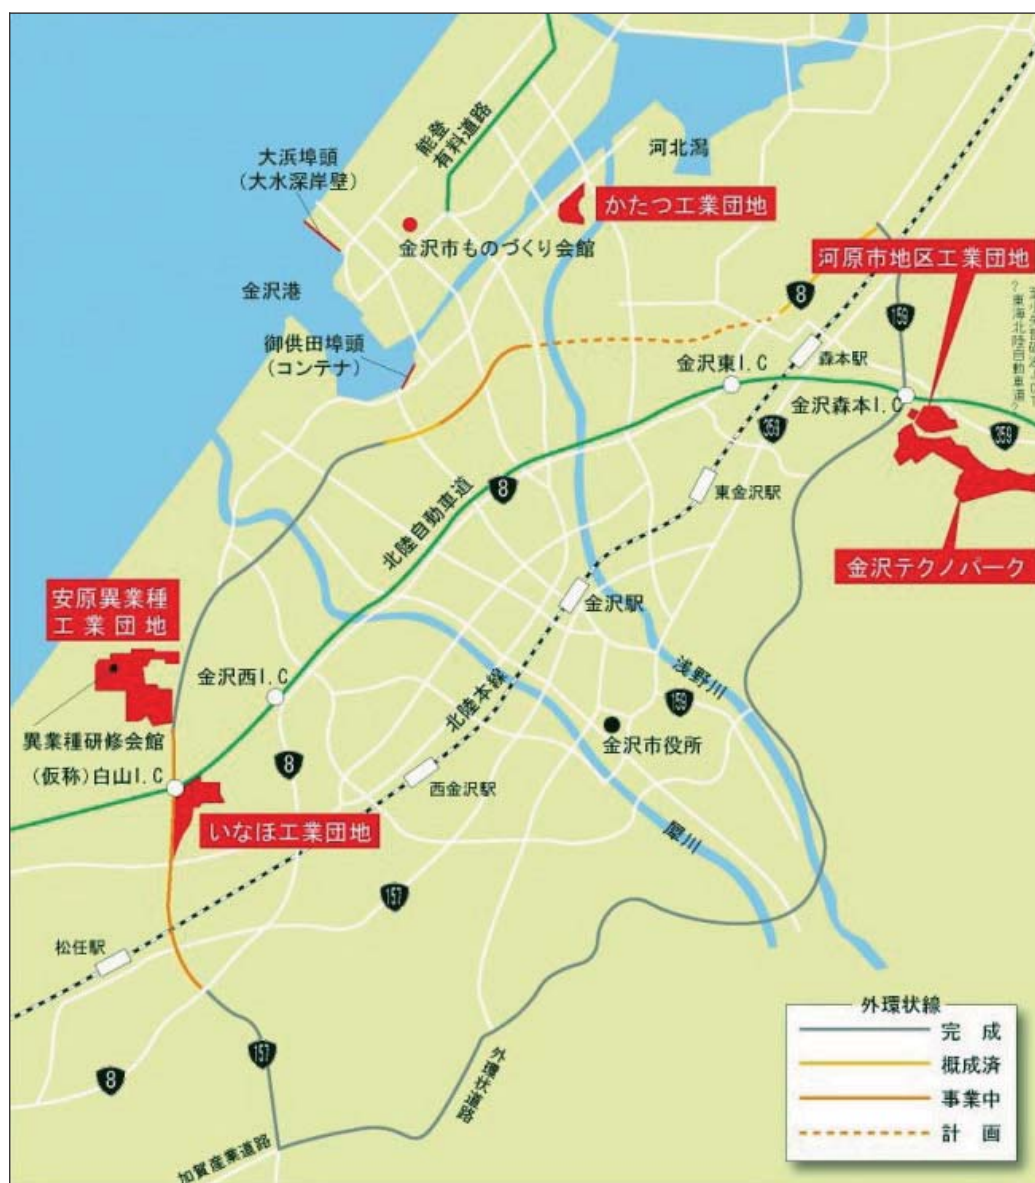 能登
有料道路
大浜埠頭
(大水深岸壁)
河北潟
かたつ工業団地
金沢市ものづくり会館
河原市地区工業団地
金沢港
8
159
御供田埠頭
(コンテナ)
金沢東I.C
森本駅
金沢森本I.C
?東海北陸自動車道?
359
359
東金沢駅
8
北陸自動車道
金沢テクノパーク
安原異業種
工業団地
金沢駅
金沢西I.C
北陸本線
浅野川
159
異業種研修会館
金沢市役所
(仮称)白山I.C
8
西金沢駅
いなほ工業団地
犀川
157
松任駅
外環状線
完成
概成済
事業中
計画
157
外環状道路
8
加賀産業道路